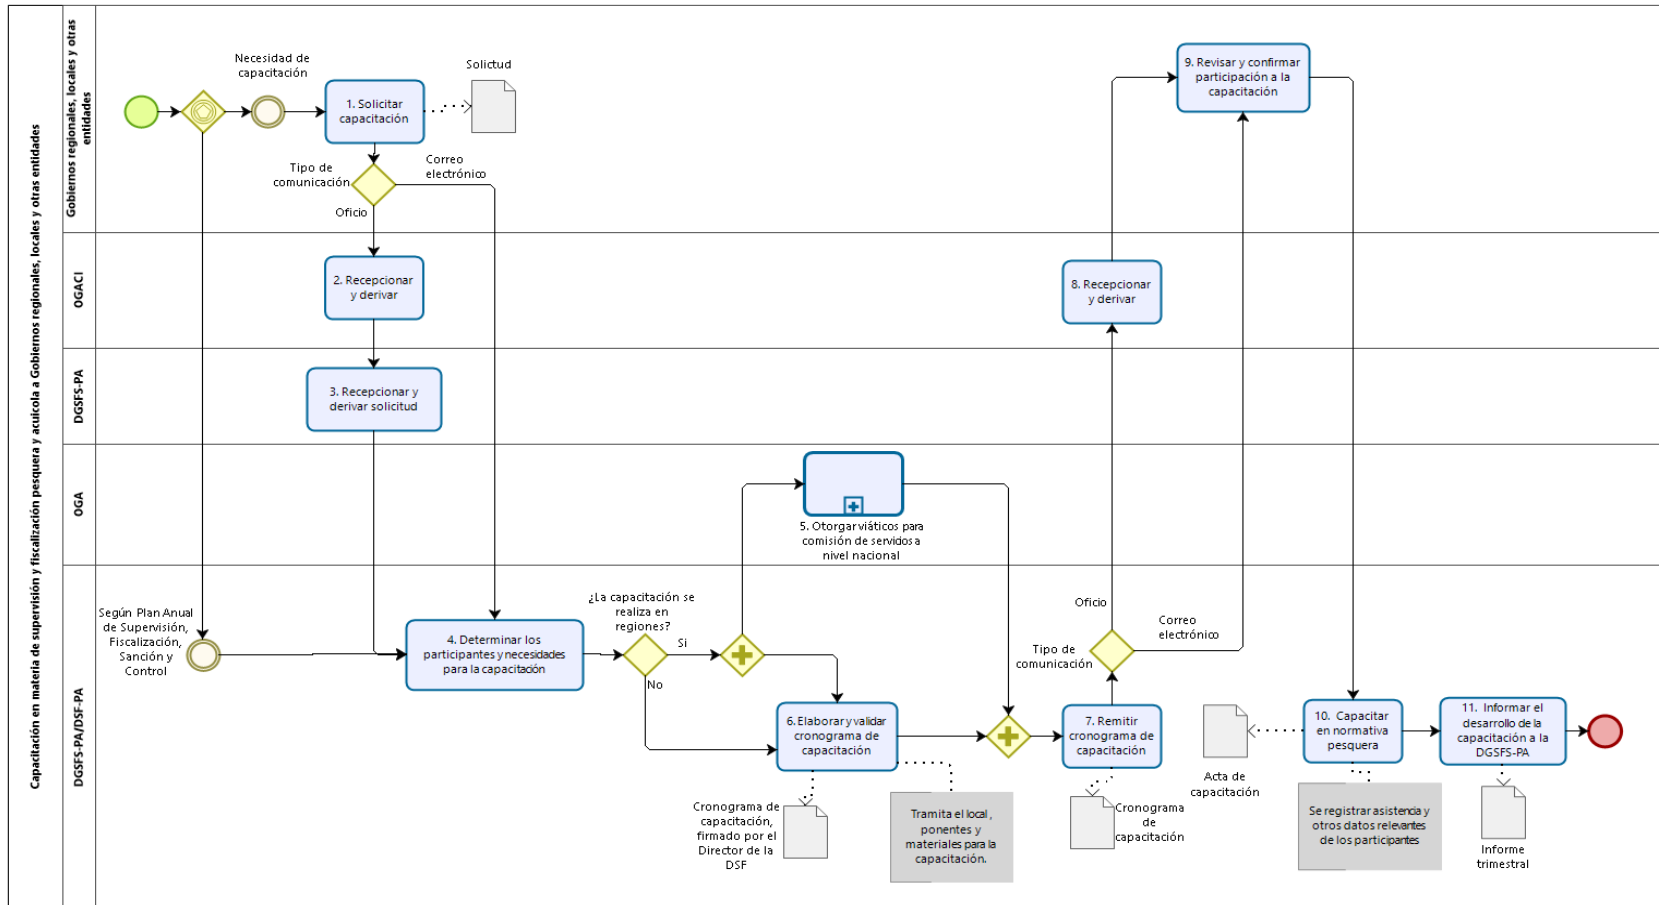 Capacitación en materia de supervisión y fiscalización pesquera y acuicola a Gobiernos regionales, locales y otras entidades
Gobiernos regionales, locales y otras
entidades
Necesidad de
capacitación
1. Solicitar
capacitación
Solictud
Tipo de
comunicación
Correo
electrónico
Oficio
9. Revisar y confirmar
participación a la
capacitación
OGACI
2. Recepcionar
y derivar
8. Recepcionar
y derivar
DGSFS-PA
3. Recepcionar y
derivar solicitud
OGA
5. Otorgar viáticos para
comisión de servidos a
nivel nacional
DGSFS-PA/DSF-PA
Según Plan Anual
de Supervisión,
Fiscalización,
Sanción y
Control
4. Determinar los
participantes y necesidades
para la capacitación
¿La capacitación se
realiza en
regiones?
Si
No
6. Elaborar y validar
cronograma de
capacitación
Cronograma de
capacitación,
firmado por el
Director de la
DSF
Tramita el local,
ponentes y
materiales para la
capacitación.
7. Remitir
cronograma de
capacitación
Cronograma
de
capacitación
Tipo de
comunicación
Oficio
Correo
electrónico
10. Capacitar
en normativa
pesquera
Acta de
capacitación
Se registrar asistencia y
otros datos relevantes
de los participantes
11. Informar el
desarrollo de la
capacitación a la
DGSFS-PA
Informe
trimestral